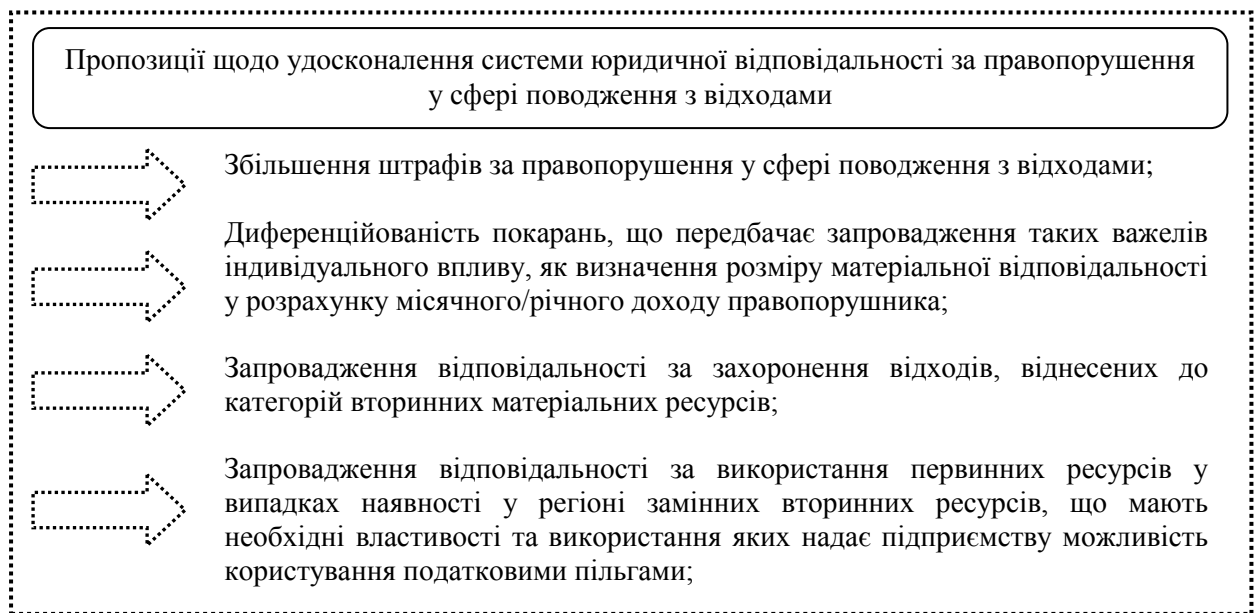 Пропозиції щодо удосконалення системи юридичної відповідальності за правопорушення
у сфері поводження з відходами
Збільшення штрафів за правопорушення у сфері поводження з відходами;
Диференційованість покарань, що передбачає запровадження таких важелів
індивідуального впливу, як визначення розміру матеріальної відповідальності
у розрахунку місячного/річного доходу правопорушника;
Запровадження відповідальності за захоронення відходів, віднесених до
категорій вторинних матеріальних ресурсів;
Запровадження відповідальності за використання первинних ресурсів у
випадках наявності у регіоні замінних вторинних ресурсів, що мають
необхідні властивості та використання яких надає підприємству можливість
користування податковими пільгами;